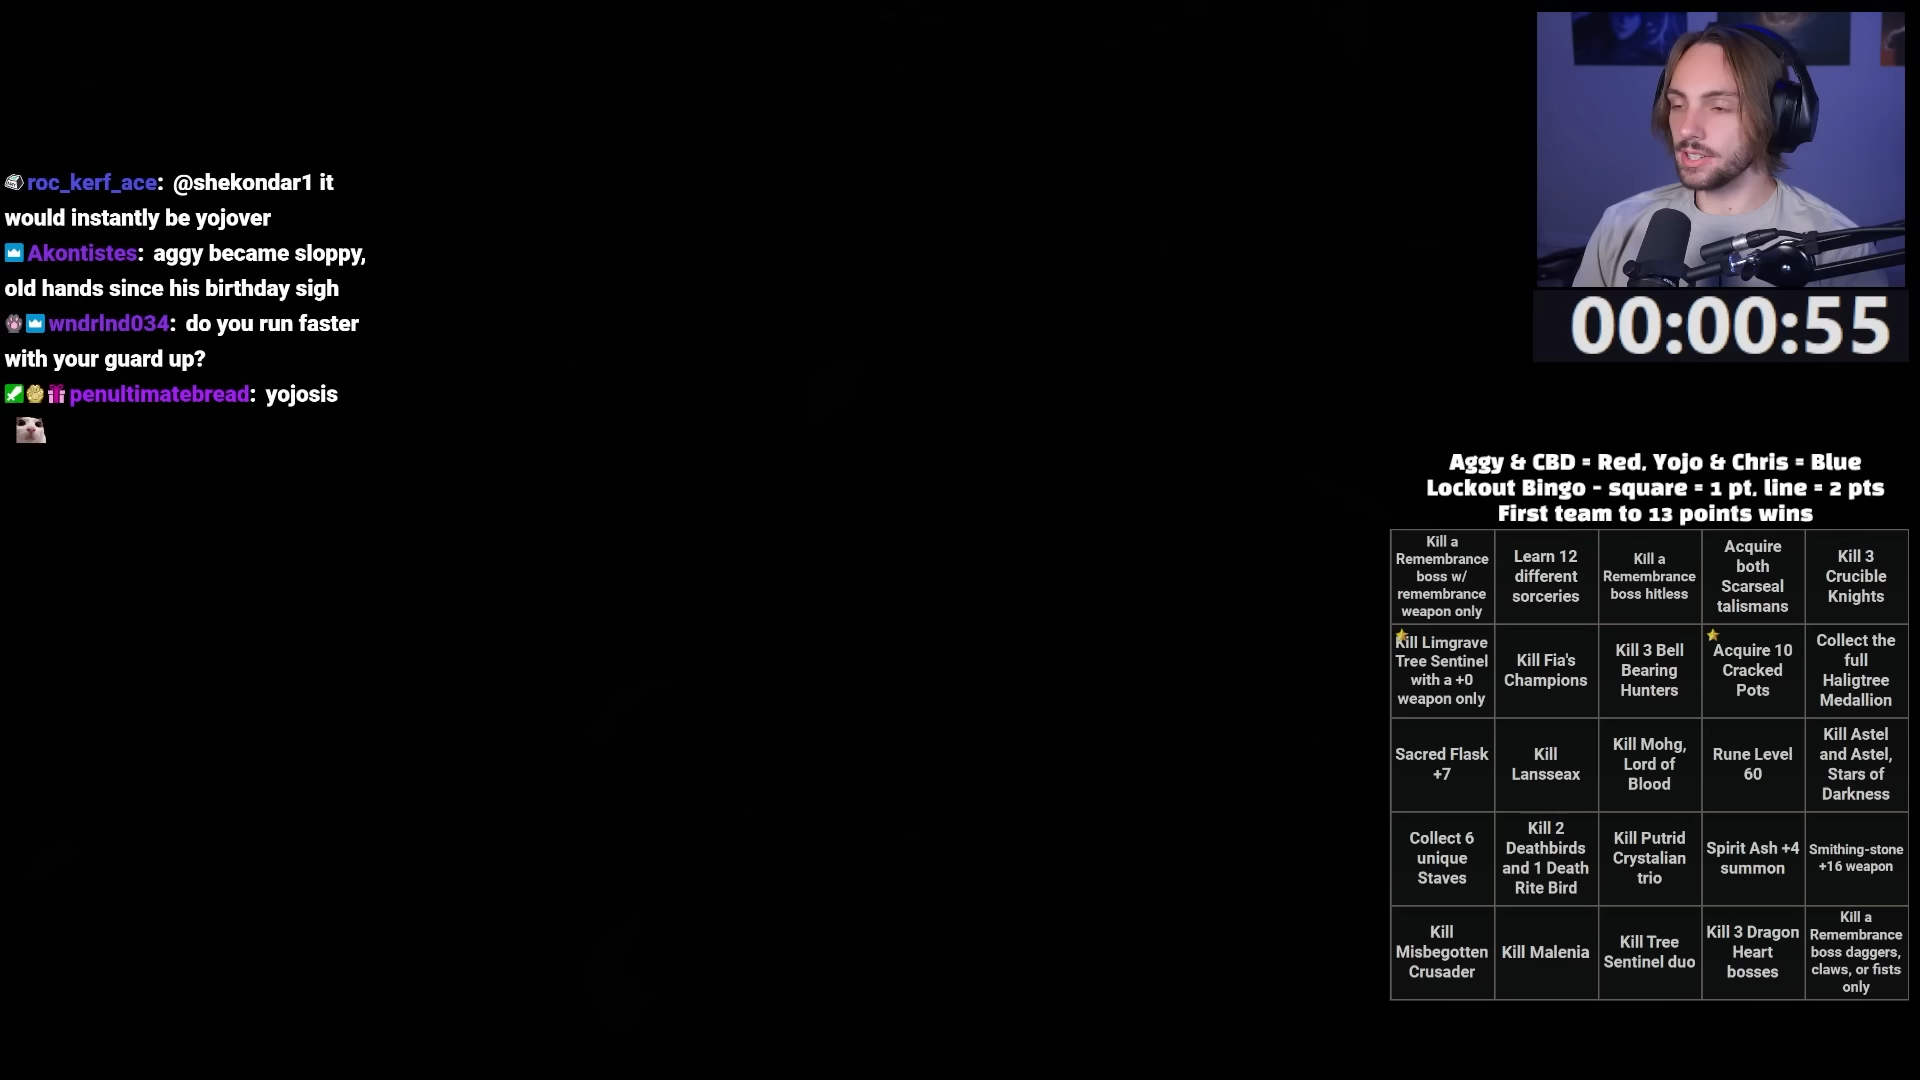 roc_kerf_ace: @shekondar1 it
would instantly be yojover
Akontistes: aggy became sloppy,
old hands since his birthday sigh
wndrlnd034: do you run faster
with your guard up?
penultimatebread: yojosis
00:00:55
Aggy & CBD = Red, Yojo & Chris = Blue
Lockout Bingo - square = 1 pt, line = 2 pts
First team to 13 points wins
Kill a
Remembrance
boss w/
remembrance
weapon only
Learn 12
different
sorceries
Kill a
Remembrance
boss hitless
Acquire
both
Scarseal
talismans
Kill 3
Crucible
Knights
Kill Limgrave
Tree Sentinel
with a +0
weapon only
Kill Fia's
Champions
Kill 3 Bell
Bearing
Hunters
Acquire 10
Cracked
Pots
Collect the
full
Haligtree
Medallion
Sacred Flask
+7
Kill
Lansseax
Kill Mohg,
Lord of
Blood
Rune Level
60
Kill Astel
and Astel,
Stars of
Darkness
Collect 6
unique
Staves
Kill 2
Deathbirds
and 1 Death
Rite Bird
Kill Putrid
Crystalian
trio
Spirit Ash +4
summon
Smithing-stone
+16 weapon
Kill
Misbegotten
Crusader
Kill Malenia
Kill Tree
Sentinel duo
Kill 3 Dragon
Heart
bosses
Kill a
Remembrance
boss daggers,
claws, or fists
only